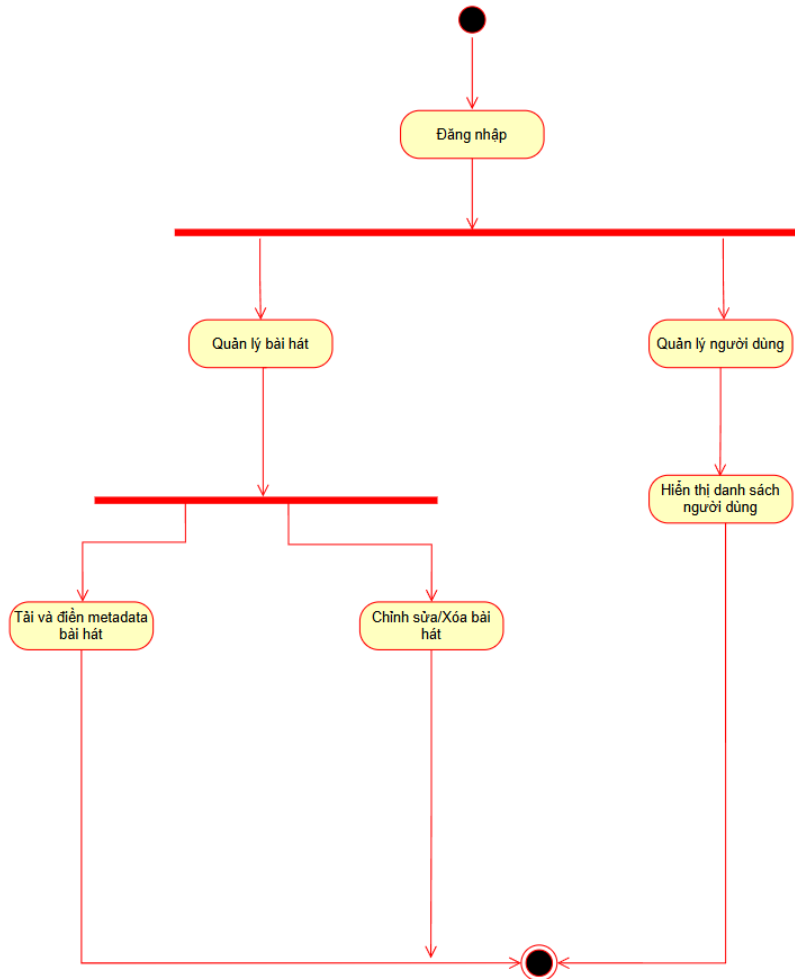 Đăng nhập
Quản lý bài hát
Quản lý người dùng
Hiển thị danh sách
người dùng
Tải và điền metadata
bài hát
Chỉnh sửa/Xóa bài
hát